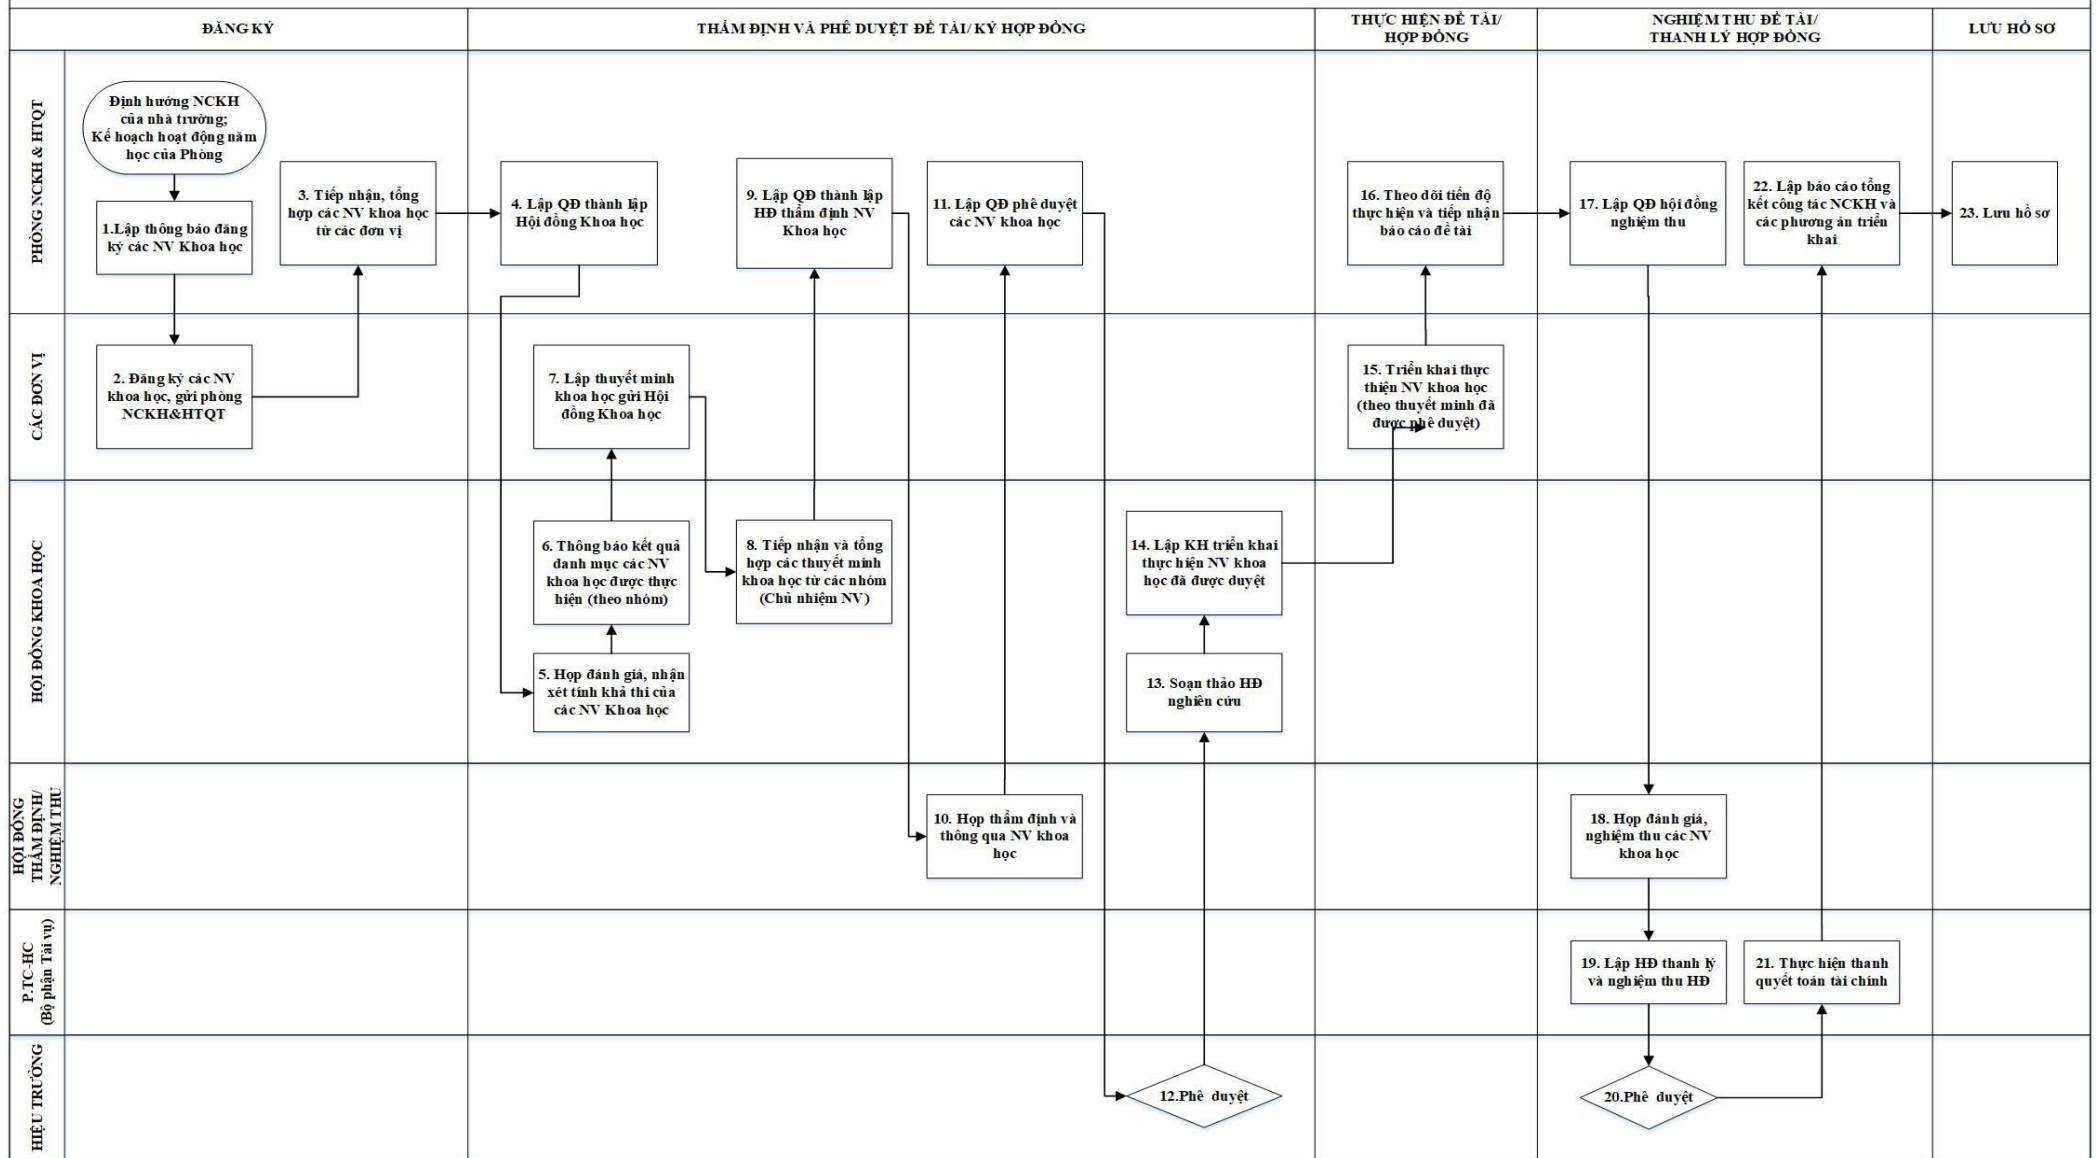 ĐĂNG KÝ
THẨM ĐỊNH VÀ PHÊ DUYỆT ĐỀ TÀI/ KÝ HỢP ĐỒNG
THỰC HIỆN ĐỀ TÀI/
HỢP ĐỒNG
NGHIỆM THU ĐỀ TÀI/
THANH LÝ HỢP ĐỒNG
LƯU HỒ SƠ
PHÒNG NCKH & HTQT
Định hướng NCKH
của nhà trường;
Kế hoạch hoạt động năm
học của Phòng
1.Lập thông báo đăng
ký các NV Khoa học
3. Tiếp nhận, tổng
hợp các NV khoa học
từ các đơn vị
4. Lập QĐ thành lập
Hội đồng Khoa học
9. Lập QĐ thành lập
HĐ thẩm định NV
Khoa học
11. Lập QĐ phê duyệt
các NV khoa học
16. Theo dõi tiến độ
thực hiện và tiếp nhận
báo cáo đề tài
17. Lập QĐ hội đồng
nghiệm thu
22. Lập báo cáo tổng
kết công tác NCKH và
các phương án triển
khai
23. Lưu hồ sơ
CÁC ĐƠN VỊ
2. Đăng ký các NV
khoa học, gửi phòng
NCKH&HTQT
7. Lập thuyết minh
khoa học gửi Hội
đồng Khoa học
15. Triển khai thực
thiện NV khoa học
(theo thuyết minh đã
được phê duyệt)
HỘI ĐỒNG KHOA HỌC
6. Thông báo kết quả
danh mục các NV
khoa học được thực
hiện (theo nhóm)
8. Tiếp nhận và tổng
hợp các thuyết minh
khoa học từ các nhóm
(Chủ nhiệm NV)
14. Lập KH triển khai
thực hiện NV khoa
học đã được duyệt
5. Họp đánh giá, nhận
xét tính khả thi của
các NV Khoa học
13. Soạn thảo HĐ
nghiên cứu
HỘI ĐỒNG
THẨM ĐỊNH/
NGHIỆM THU
10. Họp thẩm định và
thông qua NV khoa
học
18. Họp đánh giá,
nghiệm thu các NV
khoa học
P.TC-HC
(Bộ phận Tài vụ)
19. Lập HĐ thanh lý
và nghiệm thu HĐ
21. Thực hiện thanh
quyết toán tài chính
HIỆU TRƯỞNG
12.Phê duyệt
20.Phê duyệt